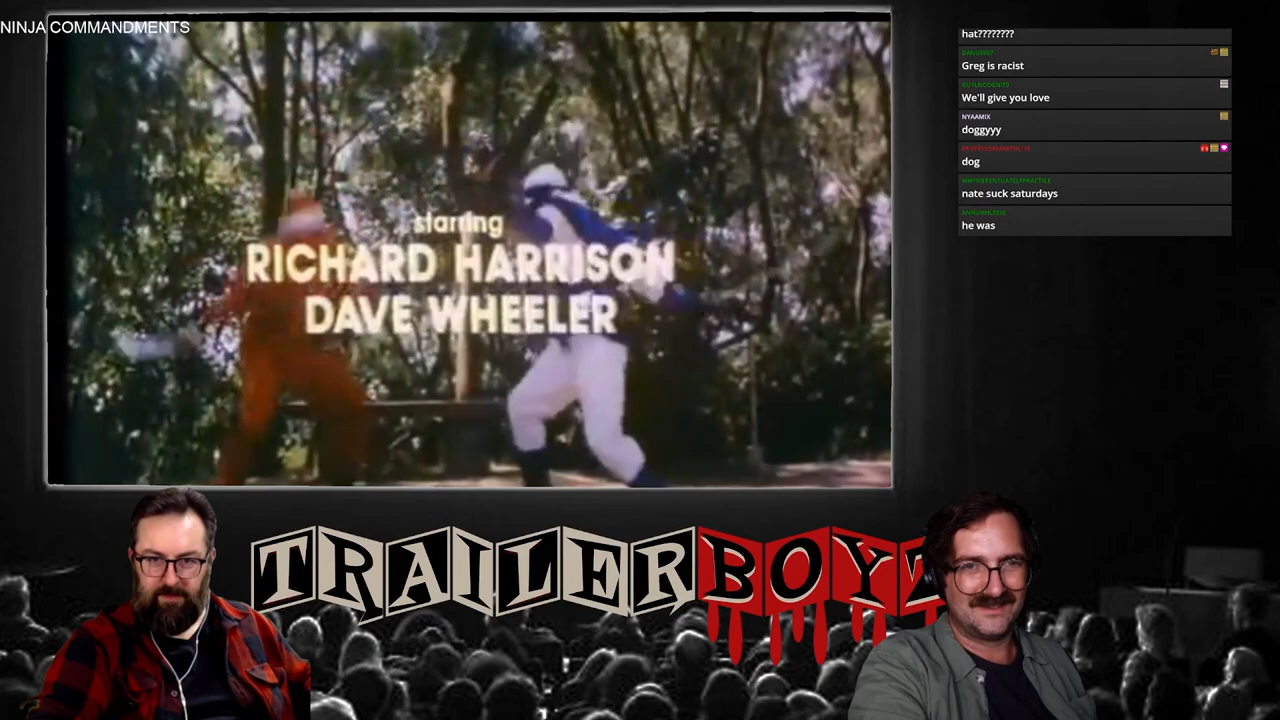 NINJA COMMANDMENTS
starring
RICHARD HARRISON
DAVE WHEELER
hat????????
Greg is racist
We'll give you love
NYAAMIX
doggyyy
dog
nate suck saturdays
he was
TRAILERBOYZ